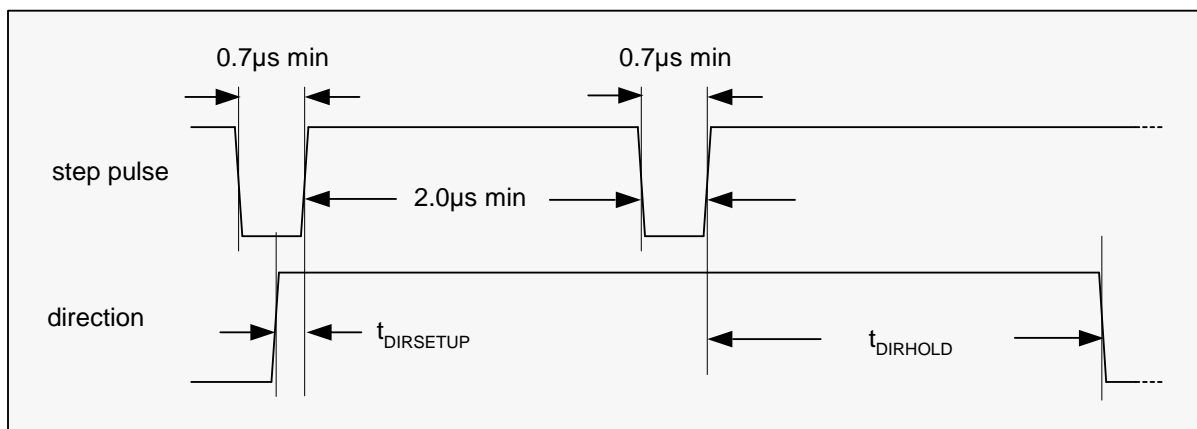 0.7µs min
0.7µs min
step pulse
2.0µs min
direction
tDIRSETUP
tDIRHOLD